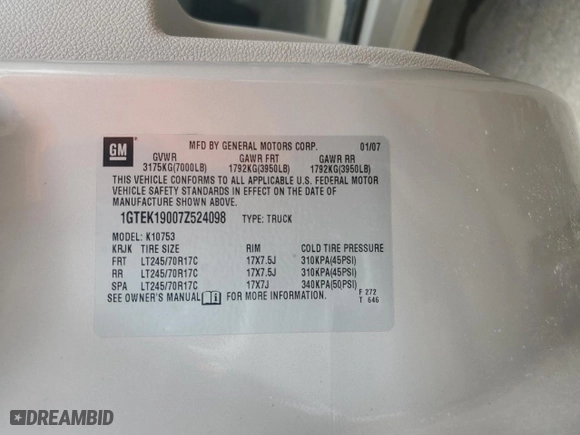 GM
MFD BY GENERAL MOTORS CORP. 01/07
GVWR GAWR FRT GAWR RR
3175KG(7000LB) 1792KG(3950LB) 1792KG(3950LB)
THIS VEHICLE CONFORMS TO ALL APPLICABLE U.S. FEDERAL MOTOR
VEHICLE SAFETY STANDARDS IN EFFECT ON THE DATE OF
MANUFACTURE SHOWN ABOVE.
1GTEK19007Z524098 TYPE: TRUCK
MODEL: K10753
KRJK TIRE SIZE RIM COLD TIRE PRESSURE
FRT LT245/70R17C 17X7.5J 310KPA(45PSI)
RR LT245/70R17C 17X7.5J 310KPA(45PSI)
SPA LT245/70R17C 17X7J 340KPA(50PSI)
SEE OWNER'S MANUAL FOR MORE INFORMATION.
F 272
T 646
DREAMBID